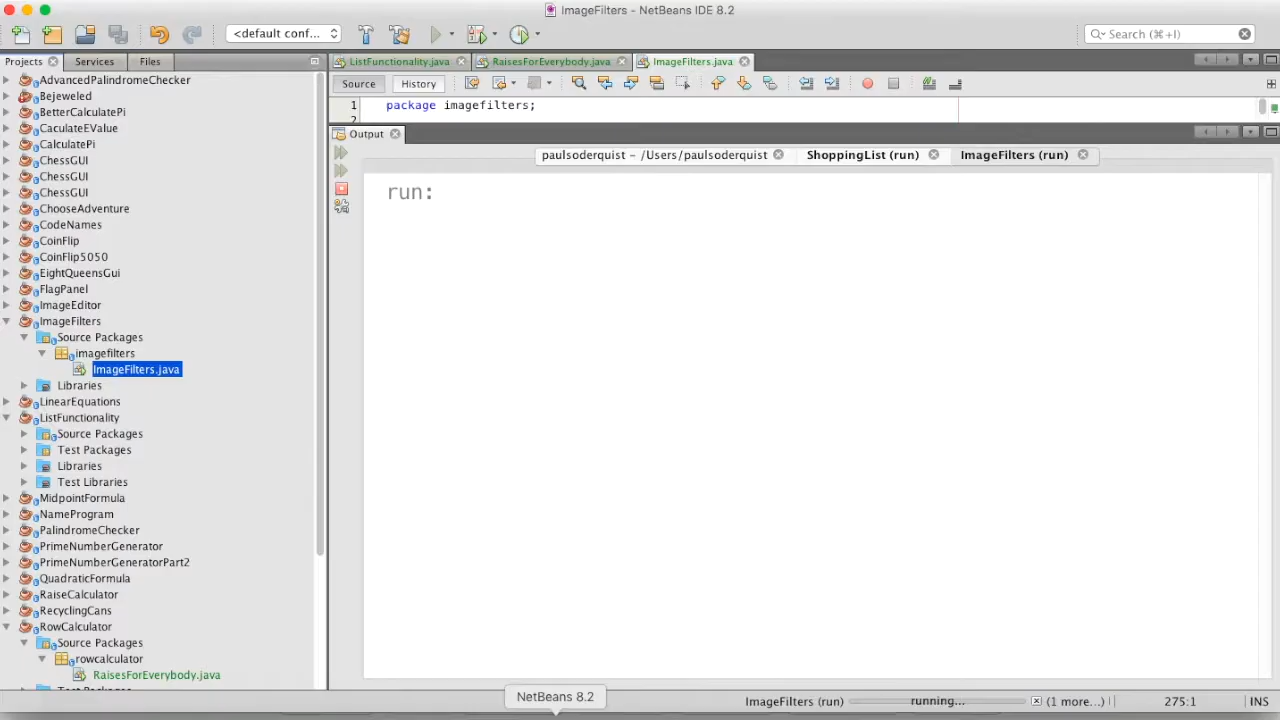 ImageFilters - NetBeans IDE 8.2
<default conf...
Search (⌘+I)
Projects
Services
Files
ListFunctionality.java
RaisesForEverybody.java
ImageFilters.java
Source
History
1 package imagefilters;
2
Output
paulsoderquist - /Users/paulsoderquist
ShoppingList (run)
ImageFilters (run)
run:
AdvancedPalindromeChecker
Bejeweled
BetterCalculatePi
CaculateEValue
CalculatePi
ChessGUI
ChessGUI
ChessGUI
ChooseAdventure
CodeNames
CoinFlip
CoinFlip5050
EightQueensGui
FlagPanel
ImageEditor
ImageFilters
Source Packages
imagefilters
ImageFilters.java
Libraries
LinearEquations
ListFunctionality
Source Packages
Test Packages
Libraries
Test Libraries
MidpointFormula
NameProgram
PalindromeChecker
PrimeNumberGenerator
PrimeNumberGeneratorPart2
QuadraticFormula
RaiseCalculator
RecyclingCans
RowCalculator
Source Packages
rowcalculator
RaisesForEverybody.java
NetBeans 8.2
ImageFilters (run)
running...
(1 more...)
275:1
INS